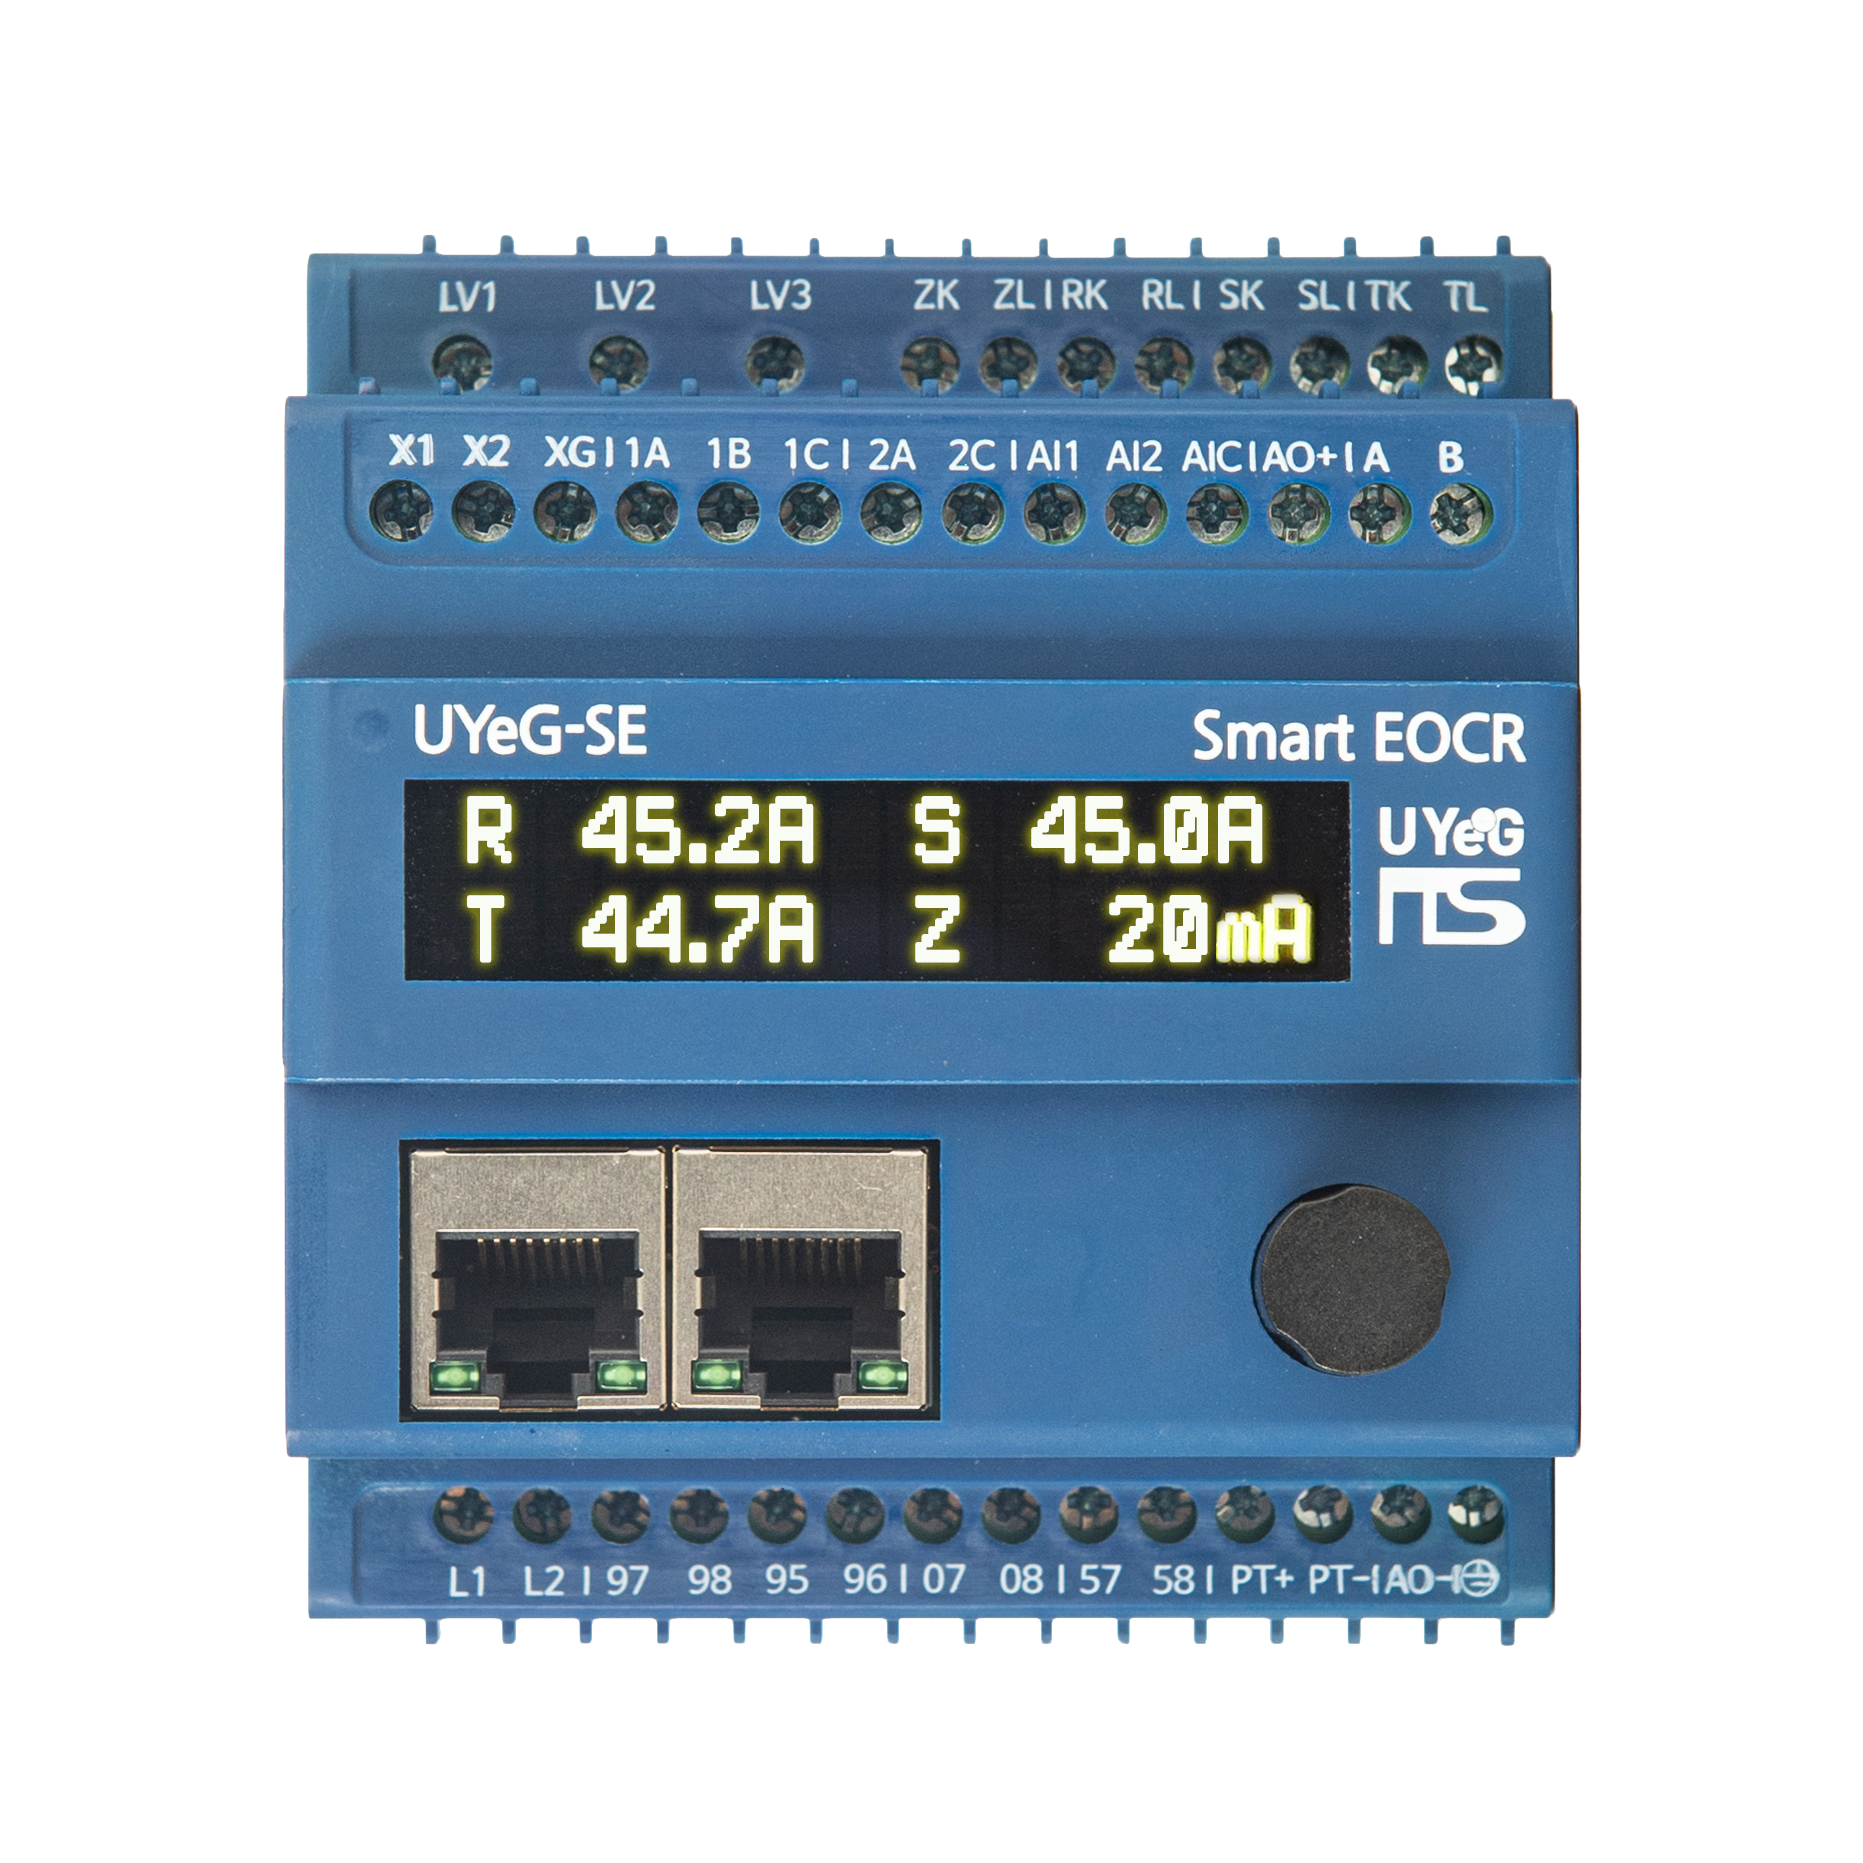 LV1 LV2 LV3 ZK ZL | RK RL | SK SL | TK TL
X1 X2 XG | 1A 1B 1C | 2A 2C | AI1 AI2 AIC | AO+ | A B
UYeG-SE Smart EOCR
R 45.2A S 45.0A
T 44.7A Z 20mA
UYeG
ITS
L1 L2 | 97 98 95 96 | 07 08 | 57 58 | PT+ PT- | AO- |